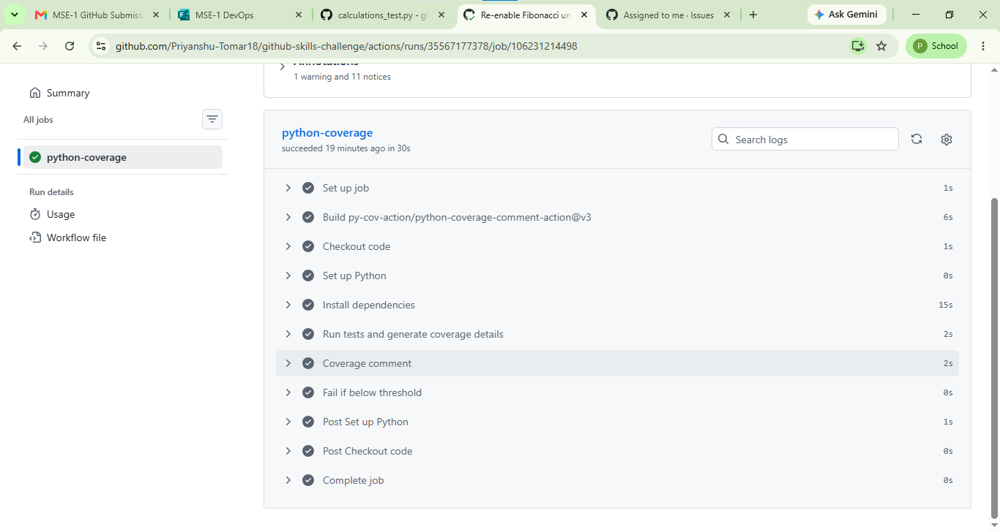 MSE-1 GitHub Submiss
MSE-1 DevOps
calculations_test.py - gi
Re-enable Fibonacci un
Assigned to me · Issues
Ask Gemini
github.com/Priyanshu-Tomar18/github-skills-challenge/actions/runs/35567177378/job/106231214498
P School
Summary
All jobs
python-coverage
Run details
Usage
Workflow file
Annotations
1 warning and 11 notices
python-coverage
succeeded 19 minutes ago in 30s
Search logs
Set up job 1s
Build py-cov-action/python-coverage-comment-action@v3 6s
Checkout code 1s
Set up Python 0s
Install dependencies 15s
Run tests and generate coverage details 2s
Coverage comment 2s
Fail if below threshold 0s
Post Set up Python 1s
Post Checkout code 0s
Complete job 0s